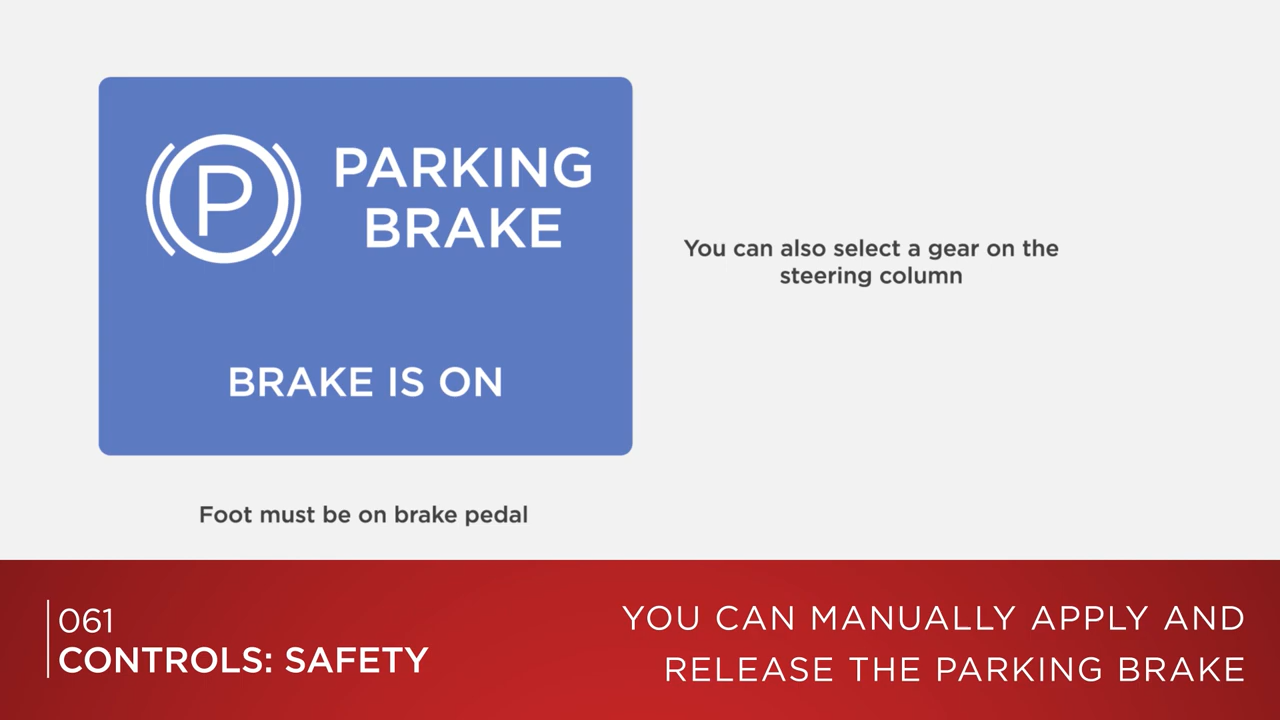 P
PARKING
BRAKE
BRAKE IS ON
You can also select a gear on the
steering column
Foot must be on brake pedal
061
CONTROLS: SAFETY
YOU CAN MANUALLY APPLY AND
RELEASE THE PARKING BRAKE